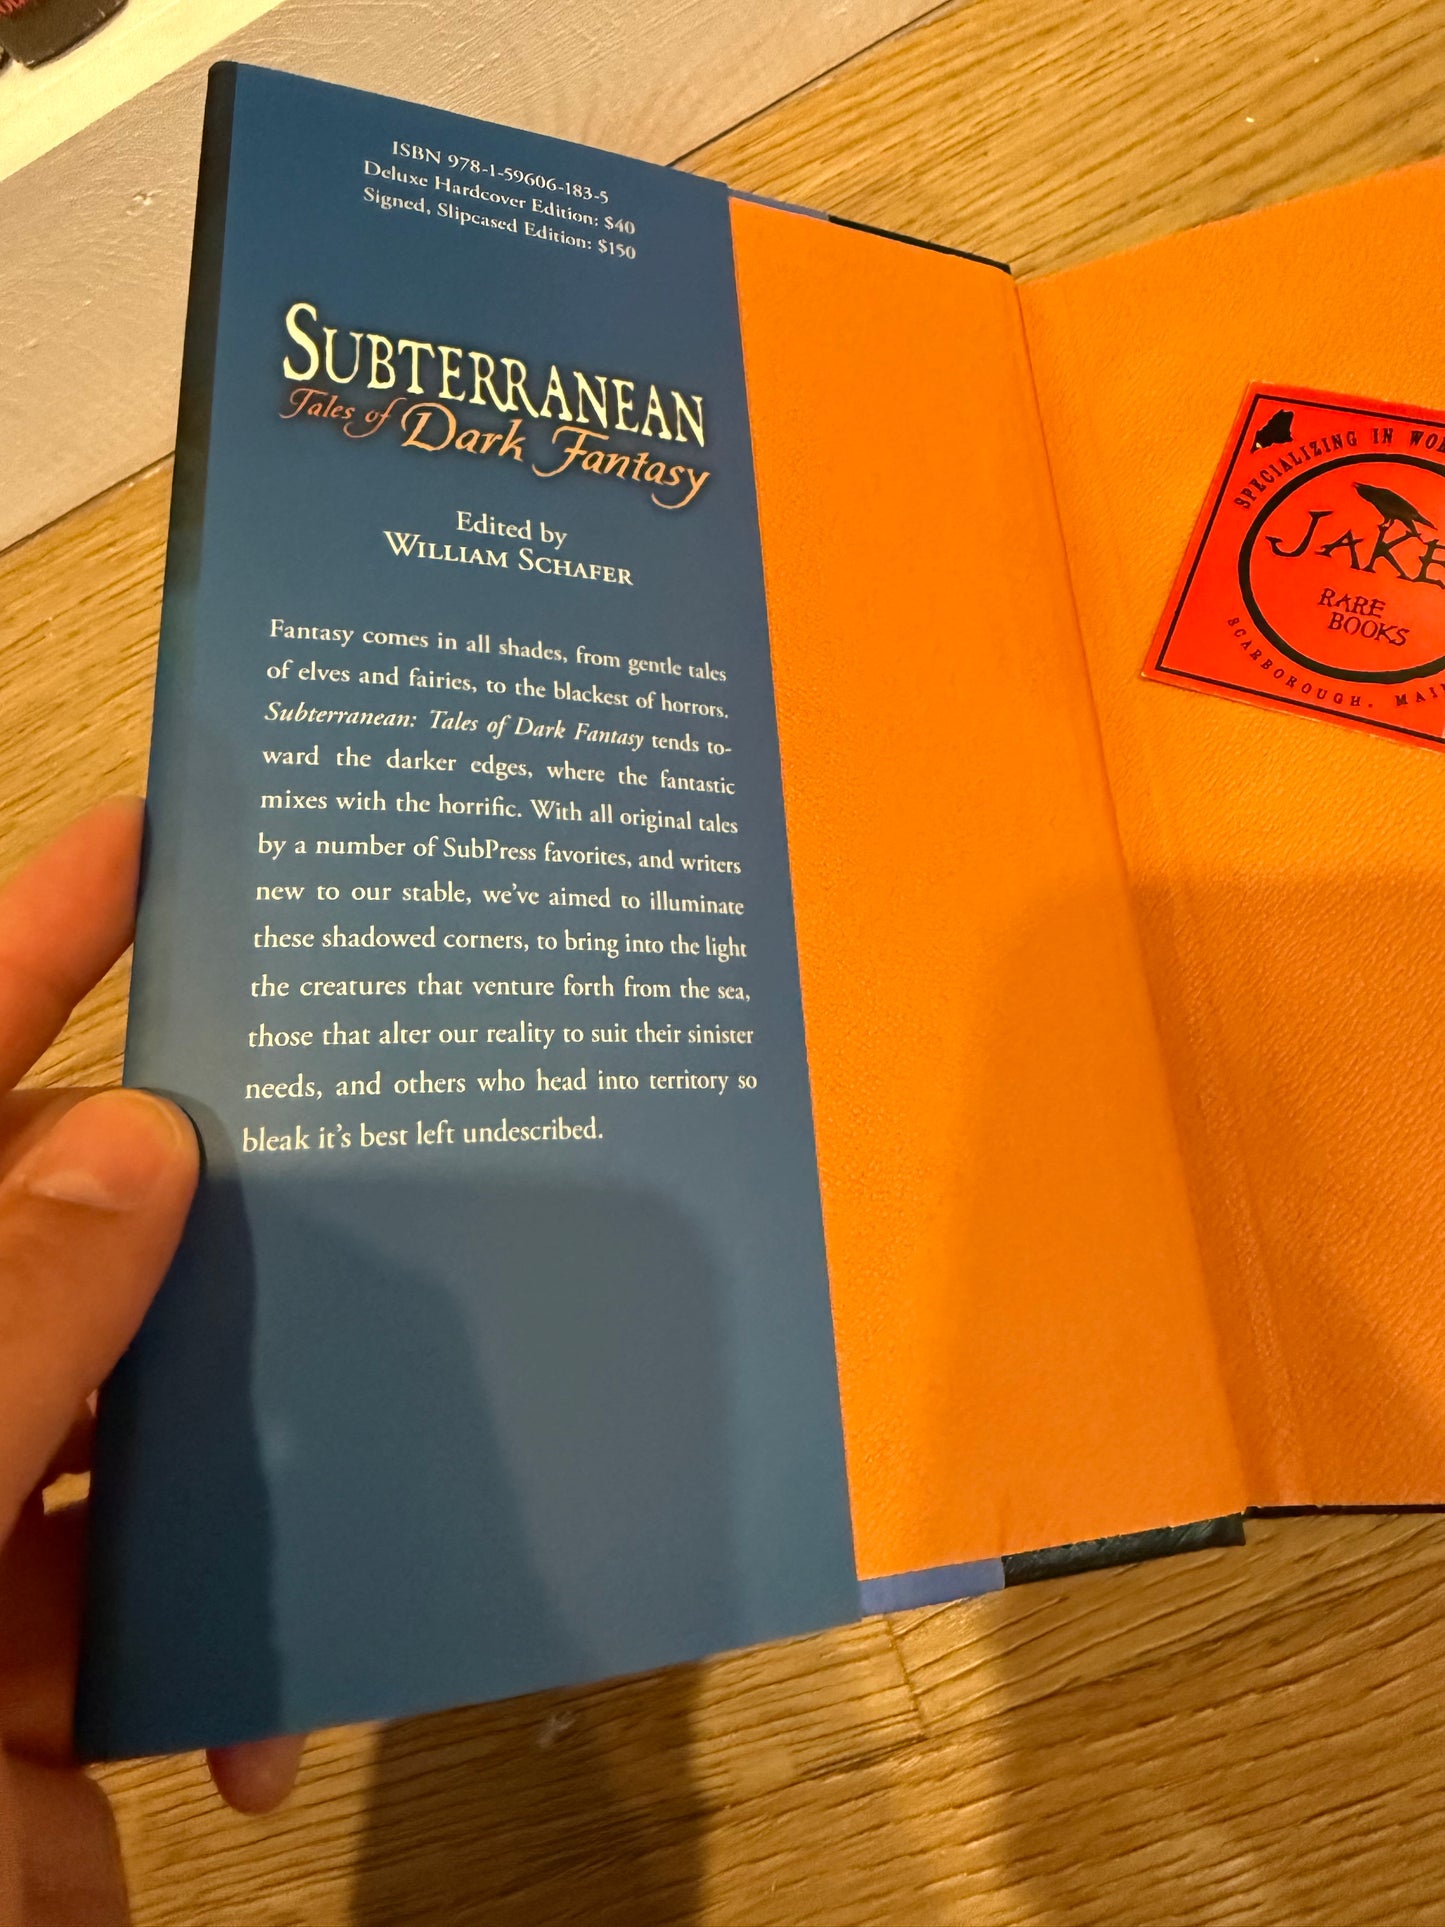 ISBN 978-1-59606-183-5
Deluxe Hardcover Edition: $40
Signed, Slipcased Edition: $150
SUBTERRANEAN
Tales of Dark Fantasy
Edited by
WILLIAM SCHAFER
Fantasy comes in all shades, from gentle tales
of elves and fairies, to the blackest of horrors.
Subterranean: Tales of Dark Fantasy tends to-
ward the darker edges, where the fantastic
mixes with the horrific. With all original tales
by a number of SubPress favorites, and writers
new to our stable, we've aimed to illuminate
these shadowed corners, to bring into the light
the creatures that venture forth from the sea,
those that alter our reality to suit their sinister
needs, and others who head into territory so
bleak it's best left undescribed.
SPECIALIZING IN
JAKE
RARE
BOOKS
SCARBOROUGH, MAI